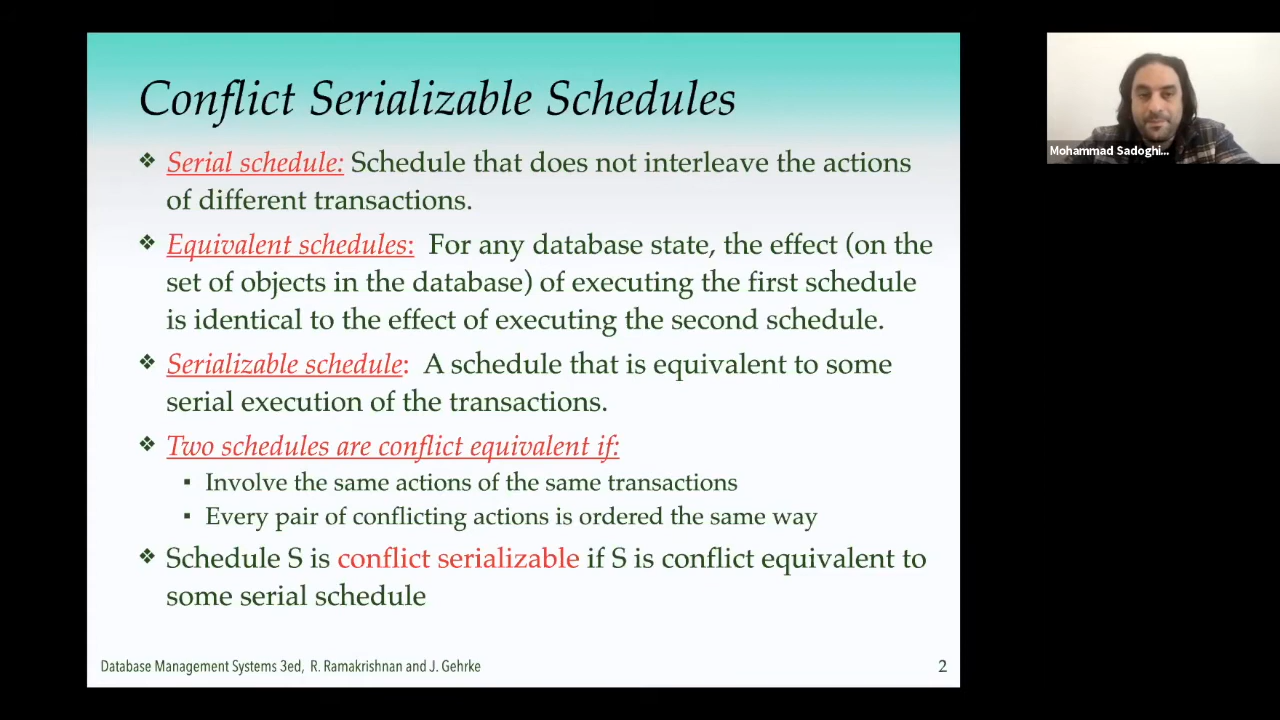 Conflict Serializable Schedules
❖ Serial schedule: Schedule that does not interleave the actions
of different transactions.
❖ Equivalent schedules: For any database state, the effect (on the
set of objects in the database) of executing the first schedule
is identical to the effect of executing the second schedule.
❖ Serializable schedule: A schedule that is equivalent to some
serial execution of the transactions.
❖ Two schedules are conflict equivalent if:
▪ Involve the same actions of the same transactions
▪ Every pair of conflicting actions is ordered the same way
❖ Schedule S is conflict serializable if S is conflict equivalent to
some serial schedule
Database Management Systems 3ed, R. Ramakrishnan and J. Gehrke
2
Mohammad Sadoghi...